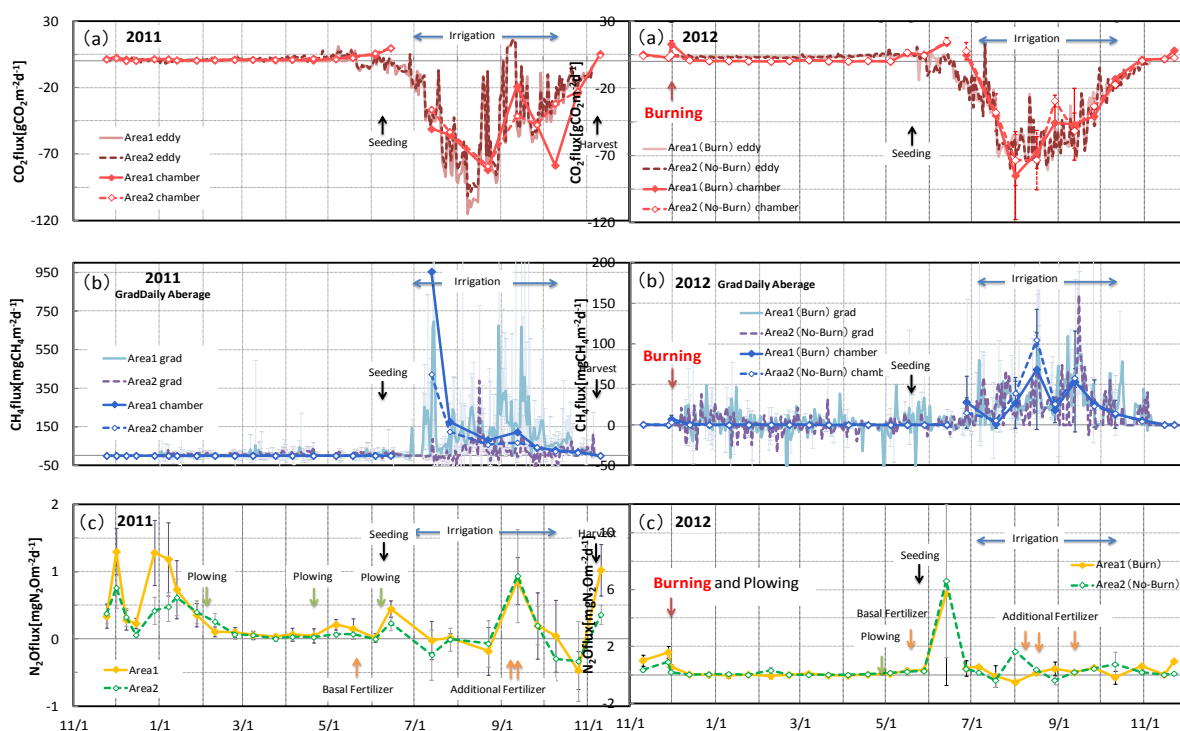 (a) 2011
30
-20
-70
-120
CO2flux[gCO2m-2d-1]
Irrigation
Seeding
Harvest
Area1 eddy
Area2 eddy
Area1 chamber
Area2 chamber
(a) 2012
30
-20
-70
-120
CO2flux[gCO2m-2d-1]
Irrigation
Burning
Seeding
Area1(Burn) eddy
Area2(No-Burn) eddy
Area1(Burn) chamber
Area2(No-Burn) chamber
(b) 2011
GradDaily Aberage
950
750
550
350
150
-50
CH4flux[mgCH4m-2d-1]
Irrigation
Seeding
Harvest
Area1 grad
Area2 grad
Area1 chamber
Area2 chamber
(b) 2012 Grad Daily Aberage
200
150
100
50
0
-50
CH4flux[mgCH4m-2d-1]
Irrigation
Burning
Seeding
Area1(Burn) grad
Area2(No-Burn) grad
Area1(Burn) chamber
Area2(No-Burn) chamb
(c) 2011
2
1
0
-1
N2Oflux[mgN2Om-2d-1]
Irrigation
Seeding
Harvest
Plowing
Plowing
Plowing
Area1
Area2
Basal Fertilizer
Additional Fertilizer
11/1 1/1 3/1 5/1 7/1 9/1 11/1
(c) 2012
10
6
2
-2
N2Oflux[mgN2Om-2d-1]
Irrigation
Seeding
Area1(Burn)
Area2(No-Burn)
Burning and Plowing
Basal Fertilizer
Plowing
Additional Fertilizer
11/1 1/1 3/1 5/1 7/1 9/1 11/1